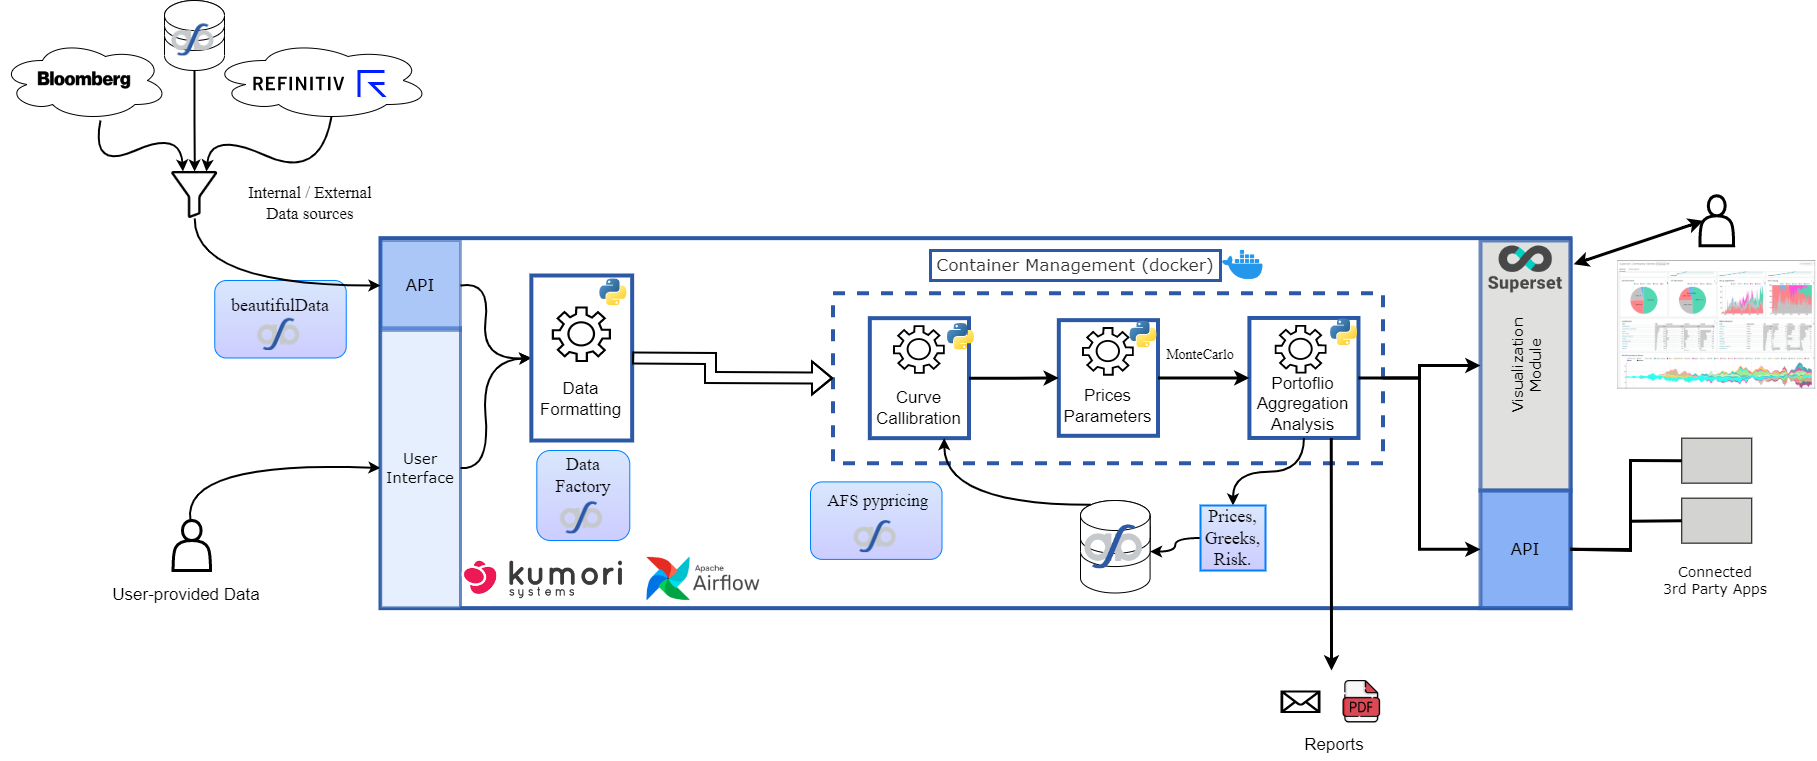 Bloomberg
REFINITIV
Internal / External
Data sources
beautifulData
API
User
Interface
User-provided Data
Data
Formatting
Data
Factory
kumori
systems
Apache
Airflow
Container Management (docker)
Curve
Callibration
Prices
Parameters
MonteCarlo
Portoflio
Aggregation
Analysis
AFS pypricing
Prices,
Greeks,
Risk.
Superset
Visualization
Module
API
Connected
3rd Party Apps
PDF
Reports